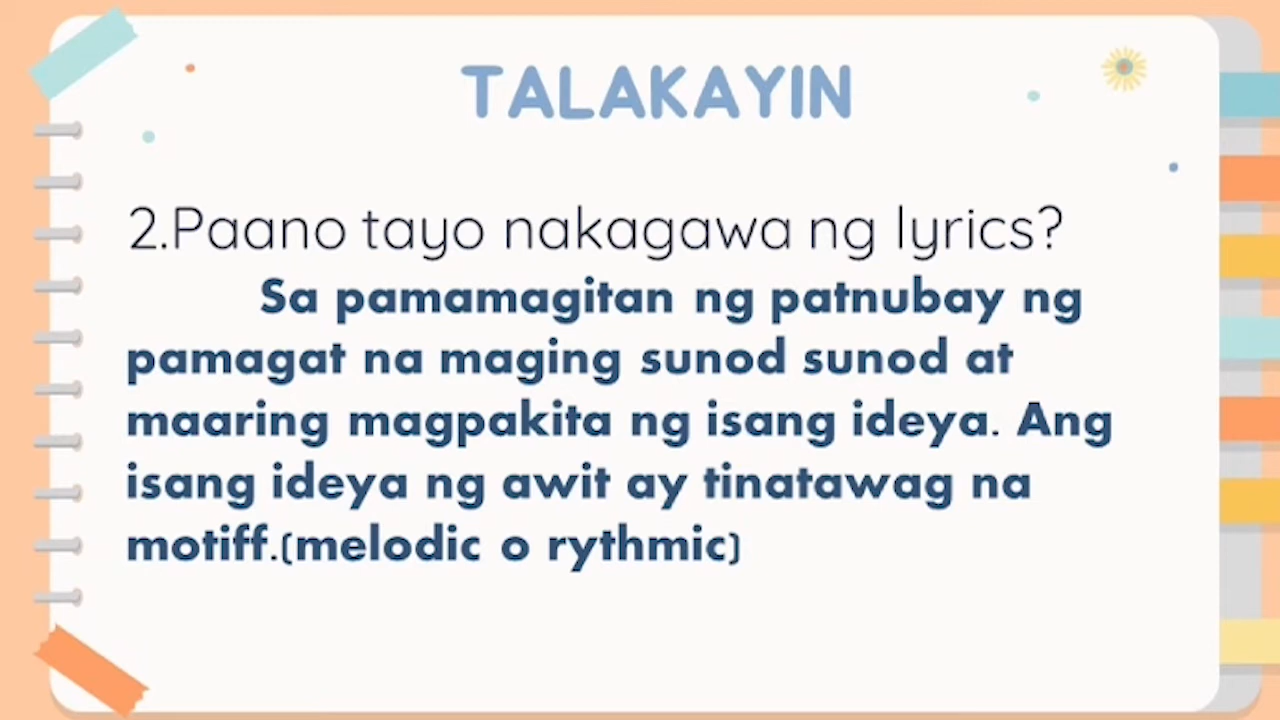 TALAKAYIN
2.Paano tayo nakagawa ng lyrics?
Sa pamamagitan ng patnubay ng
pamagat na maging sunod sunod at
maaring magpakita ng isang ideya. Ang
isang ideya ng awit ay tinatawag na
motiff.(melodic o rythmic)